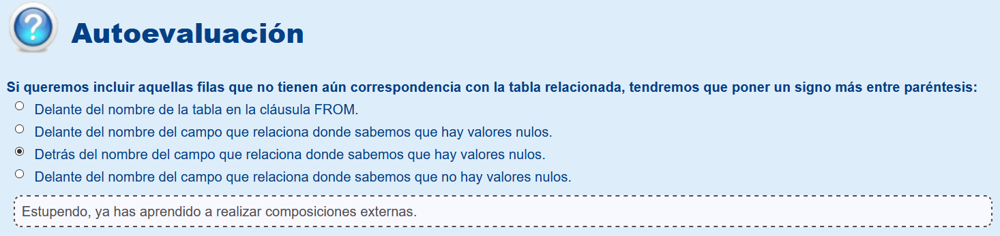 ?
Autoevaluación
Si queremos incluir aquellas filas que no tienen aún correspondencia con la tabla relacionada, tendremos que poner un signo más entre paréntesis:
Delante del nombre de la tabla en la cláusula FROM.
Delante del nombre del campo que relaciona donde sabemos que hay valores nulos.
Detrás del nombre del campo que relaciona donde sabemos que hay valores nulos.
Delante del nombre del campo que relaciona donde sabemos que no hay valores nulos.
Estupendo, ya has aprendido a realizar composiciones externas.